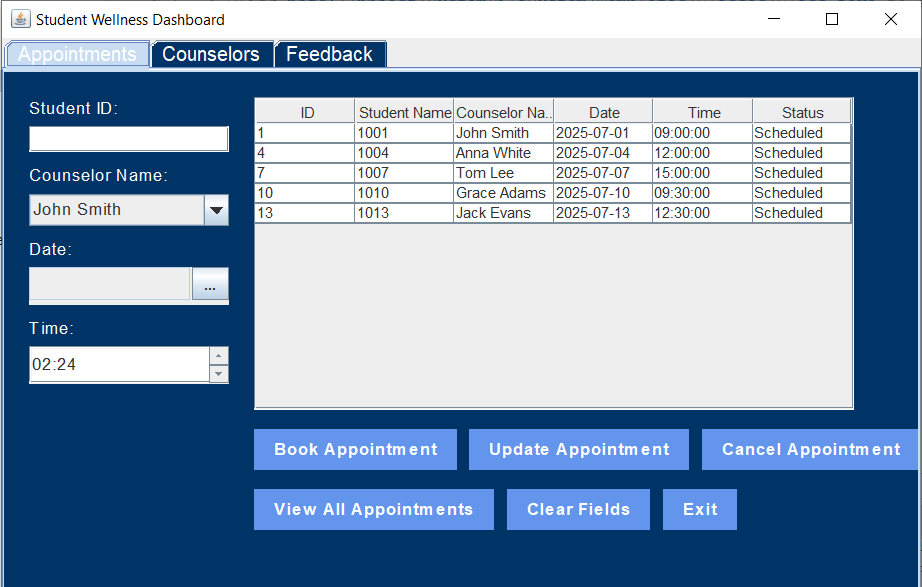 Student Wellness Dashboard
Appointments Counselors Feedback
Student ID:
Counselor Name:
John Smith
Date:
...
Time:
02:24
ID Student Name Counselor Na... Date Time Status
1 1001 John Smith 2025-07-01 09:00:00 Scheduled
4 1004 Anna White 2025-07-04 12:00:00 Scheduled
7 1007 Tom Lee 2025-07-07 15:00:00 Scheduled
10 1010 Grace Adams 2025-07-10 09:30:00 Scheduled
13 1013 Jack Evans 2025-07-13 12:30:00 Scheduled
Book Appointment Update Appointment Cancel Appointment
View All Appointments Clear Fields Exit